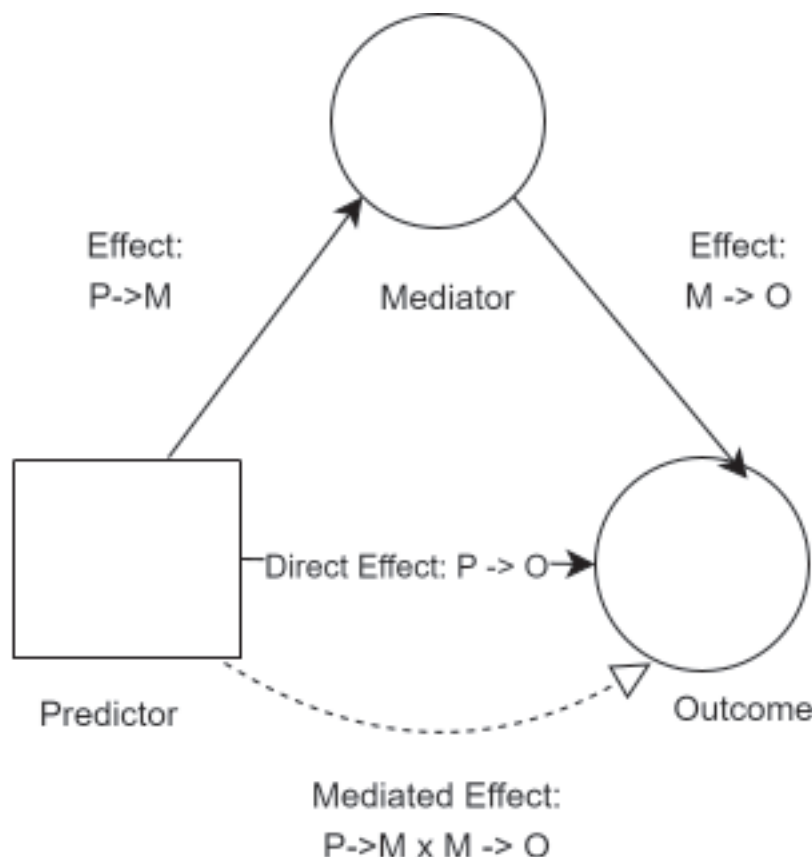 Effect:
P->M
Mediator
Effect:
M -> O
Direct Effect: P -> O
Predictor
Outcome
Mediated Effect:
P->M x M -> O